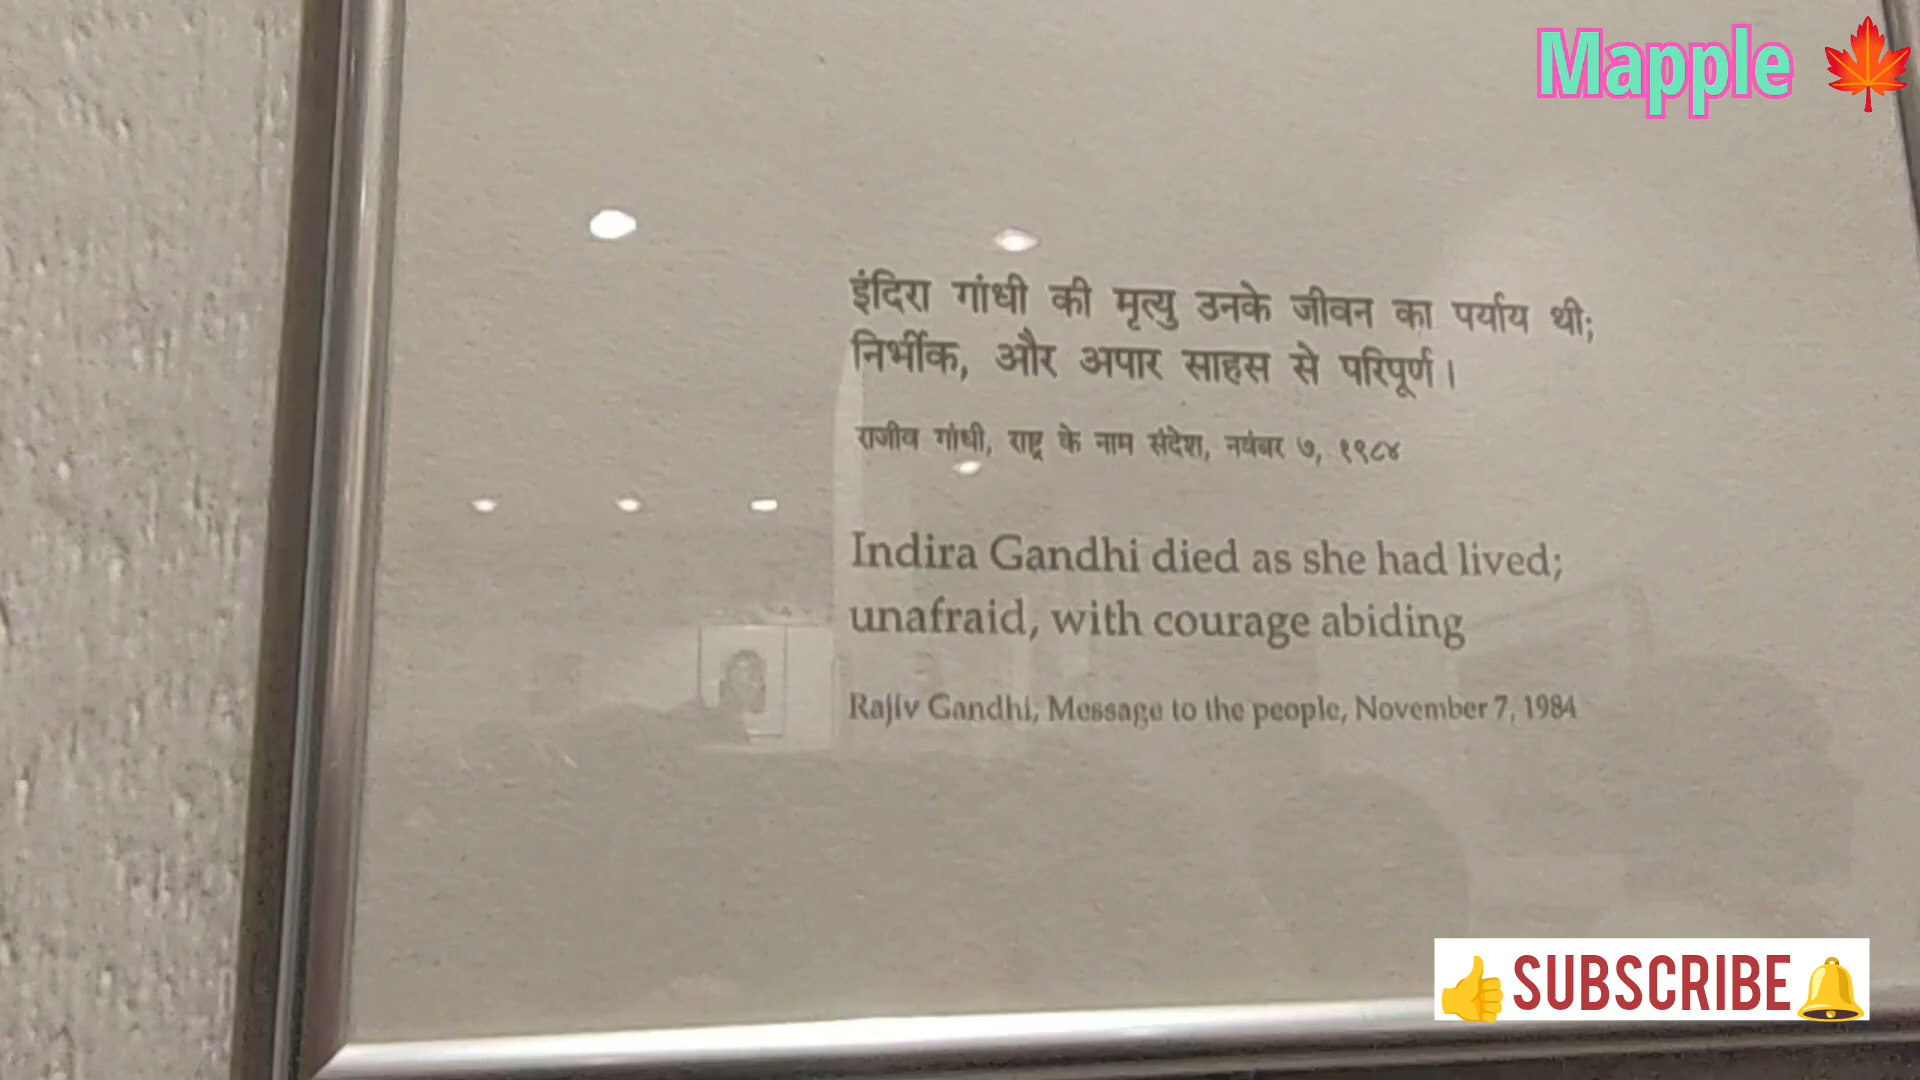 Mapple
इंदिरा गांधी की मृत्यु उनके जीवन का पर्याय थी;
निर्भीक, और अपार साहस से परिपूर्ण।
राजीव गांधी, राष्ट्र के नाम संदेश, नवंबर ७, १९८४
Indira Gandhi died as she had lived;
unafraid, with courage abiding
Rajiv Gandhi, Message to the people, November 7, 1984
SUBSCRIBE